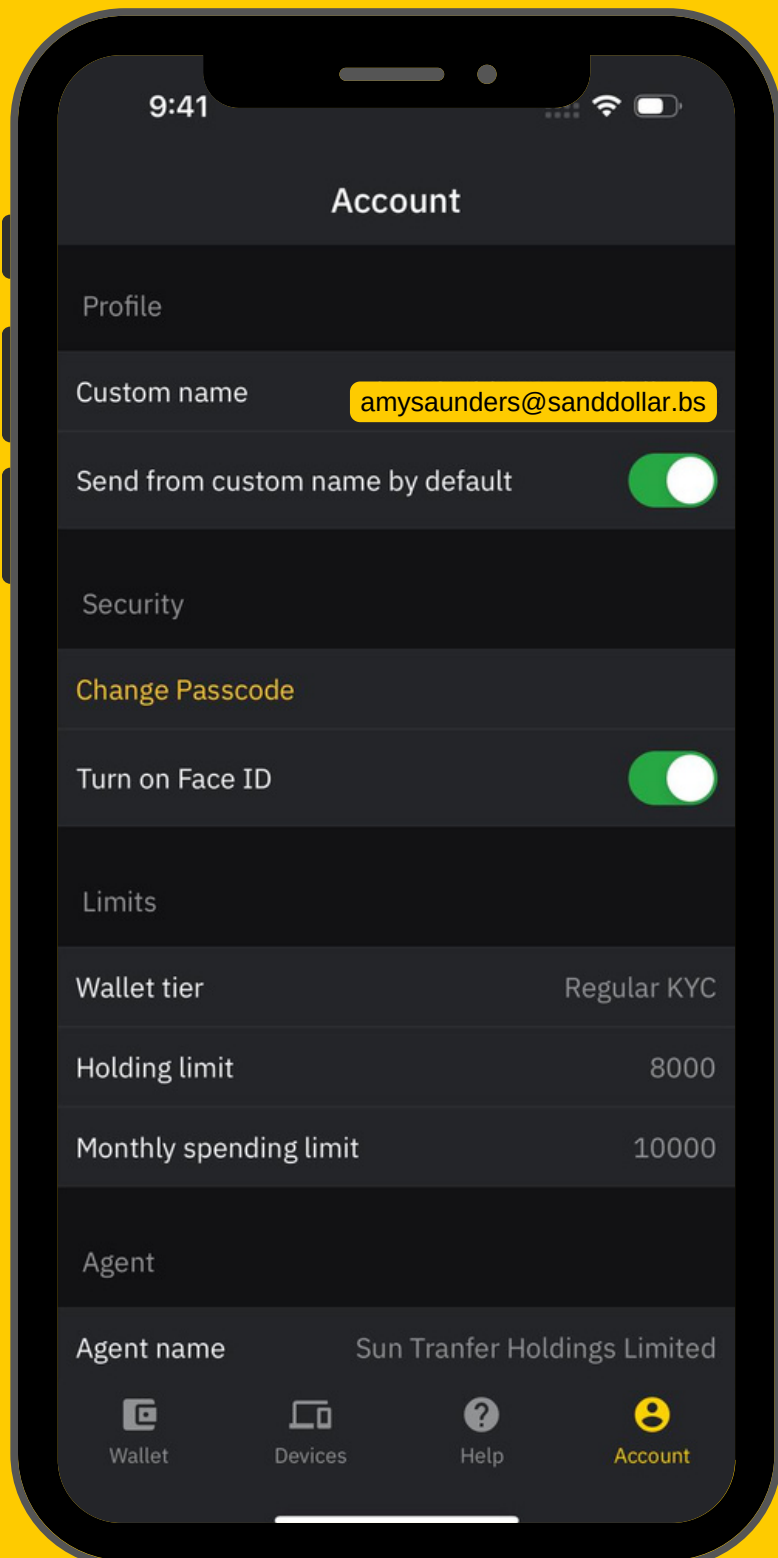 9:41
Account
Profile
Custom name amysaunders@sanddollar.bs
Send from custom name by default
Security
Change Passcode
Turn on Face ID
Limits
Wallet tier Regular KYC
Holding limit 8000
Monthly spending limit 10000
Agent
Agent name Sun Tranfer Holdings Limited
Wallet Devices Help Account